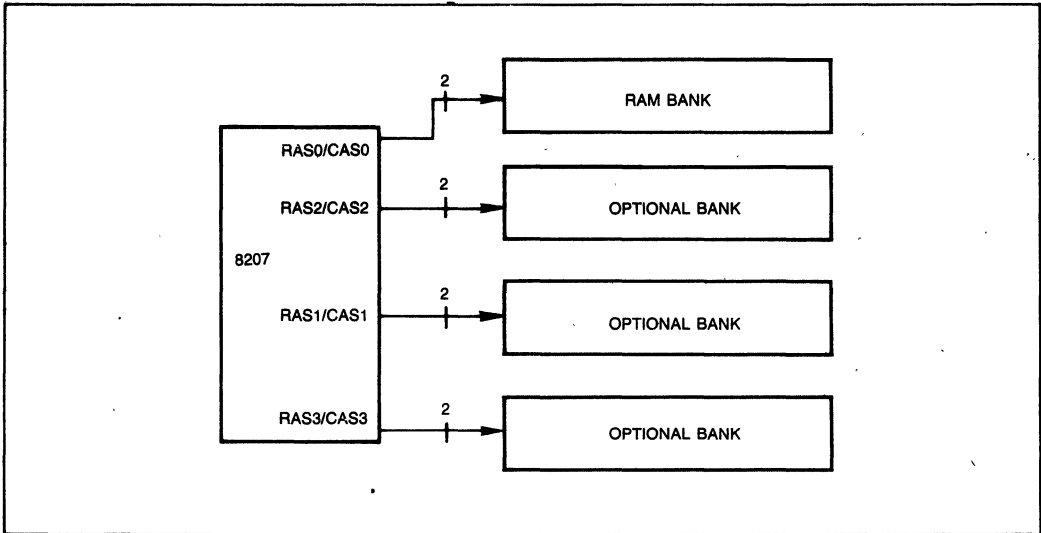 2
RAM BANK
RAS0/CAS0
2
RAS2/CAS2
OPTIONAL BANK
8207
2
RAS1/CAS1
OPTIONAL BANK
2
RAS3/CAS3
OPTIONAL BANK